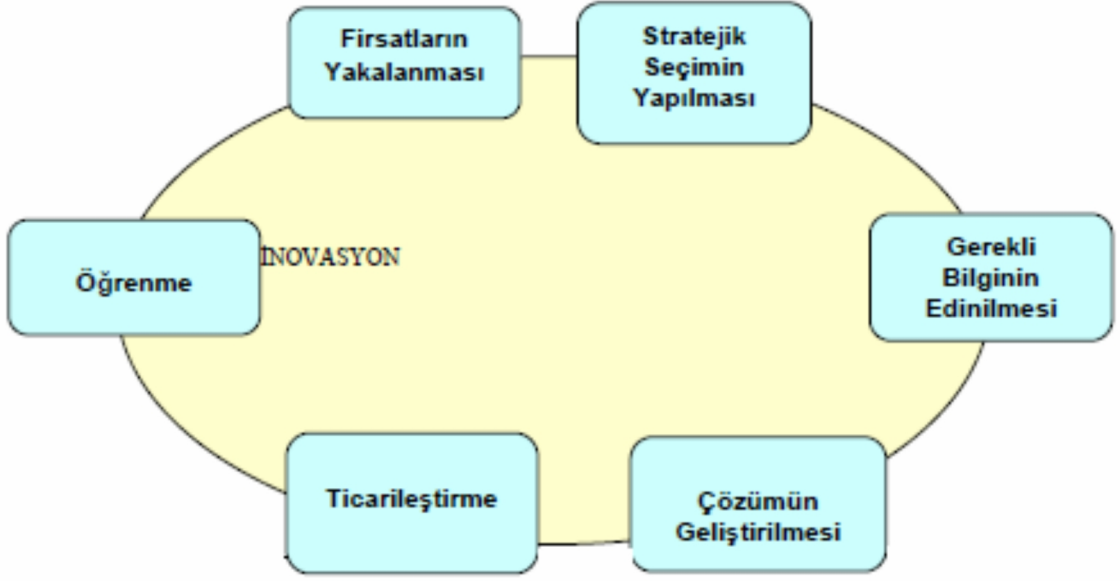 Firsatların
Yakalanması
Stratejik
Seçimin
Yapılması
Öğrenme
İNOVASYON
Gerekli
Bilginin
Edinilmesi
Ticarileştirme
Çözümün
Geliştirilmesi